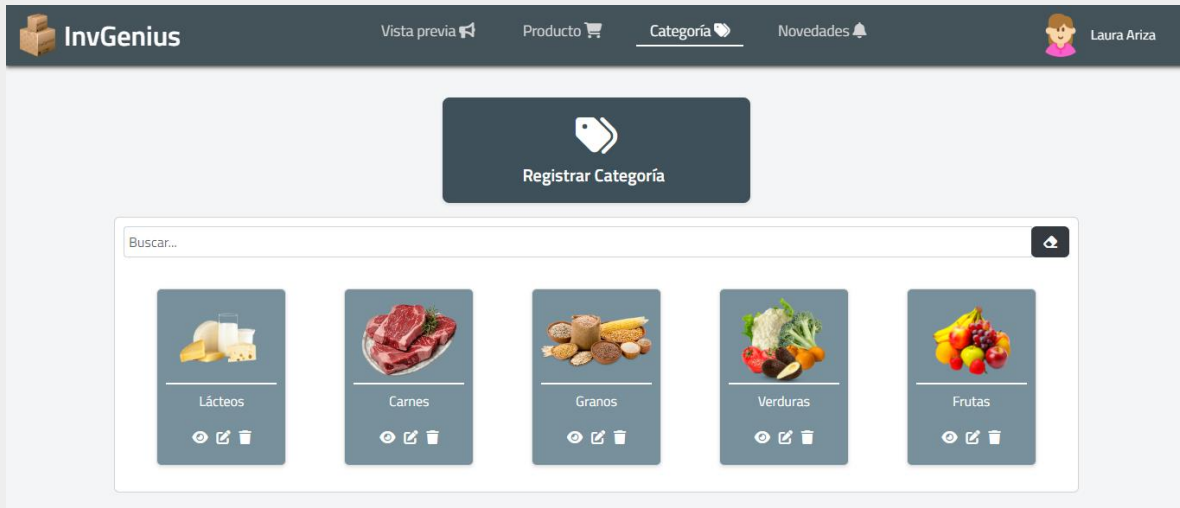 InvGenius
Vista previa
Producto
Categoría
Novedades
Laura Ariza
Registrar Categoría
Buscar...
Lácteos
Carnes
Granos
Verduras
Frutas